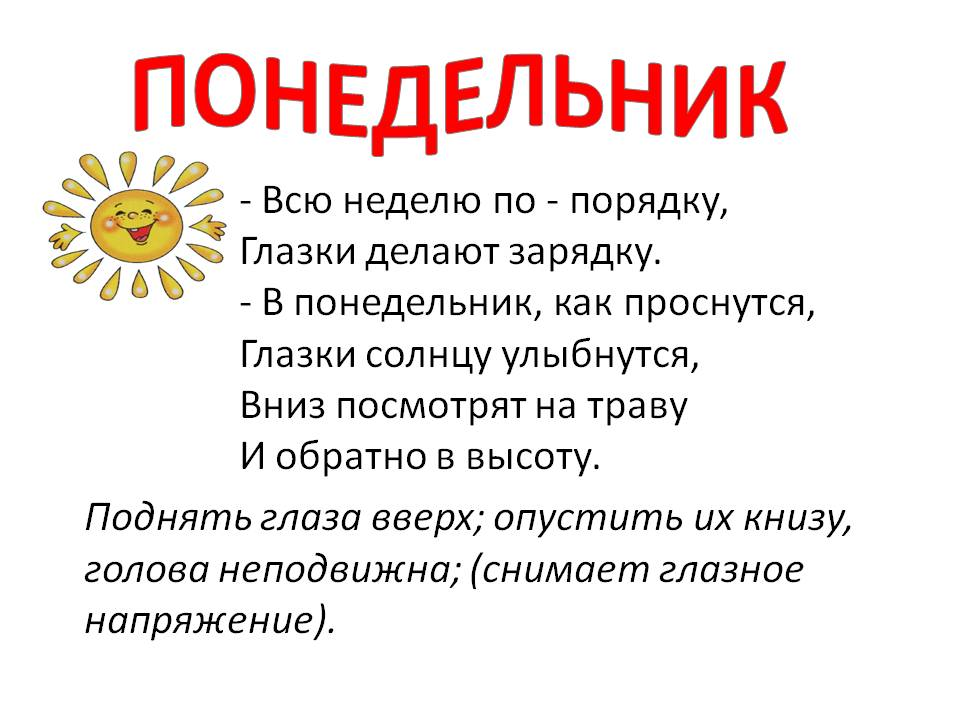 ПОНЕДЕЛЬНИК
- Всю неделю по - порядку,
Глазки делают зарядку.
- В понедельник, как проснутся,
Глазки солнцу улыбнутся,
Вниз посмотрят на траву
И обратно в высоту.
Поднять глаза вверх; опустить их книзу,
голова неподвижна; (снимает глазное
напряжение).